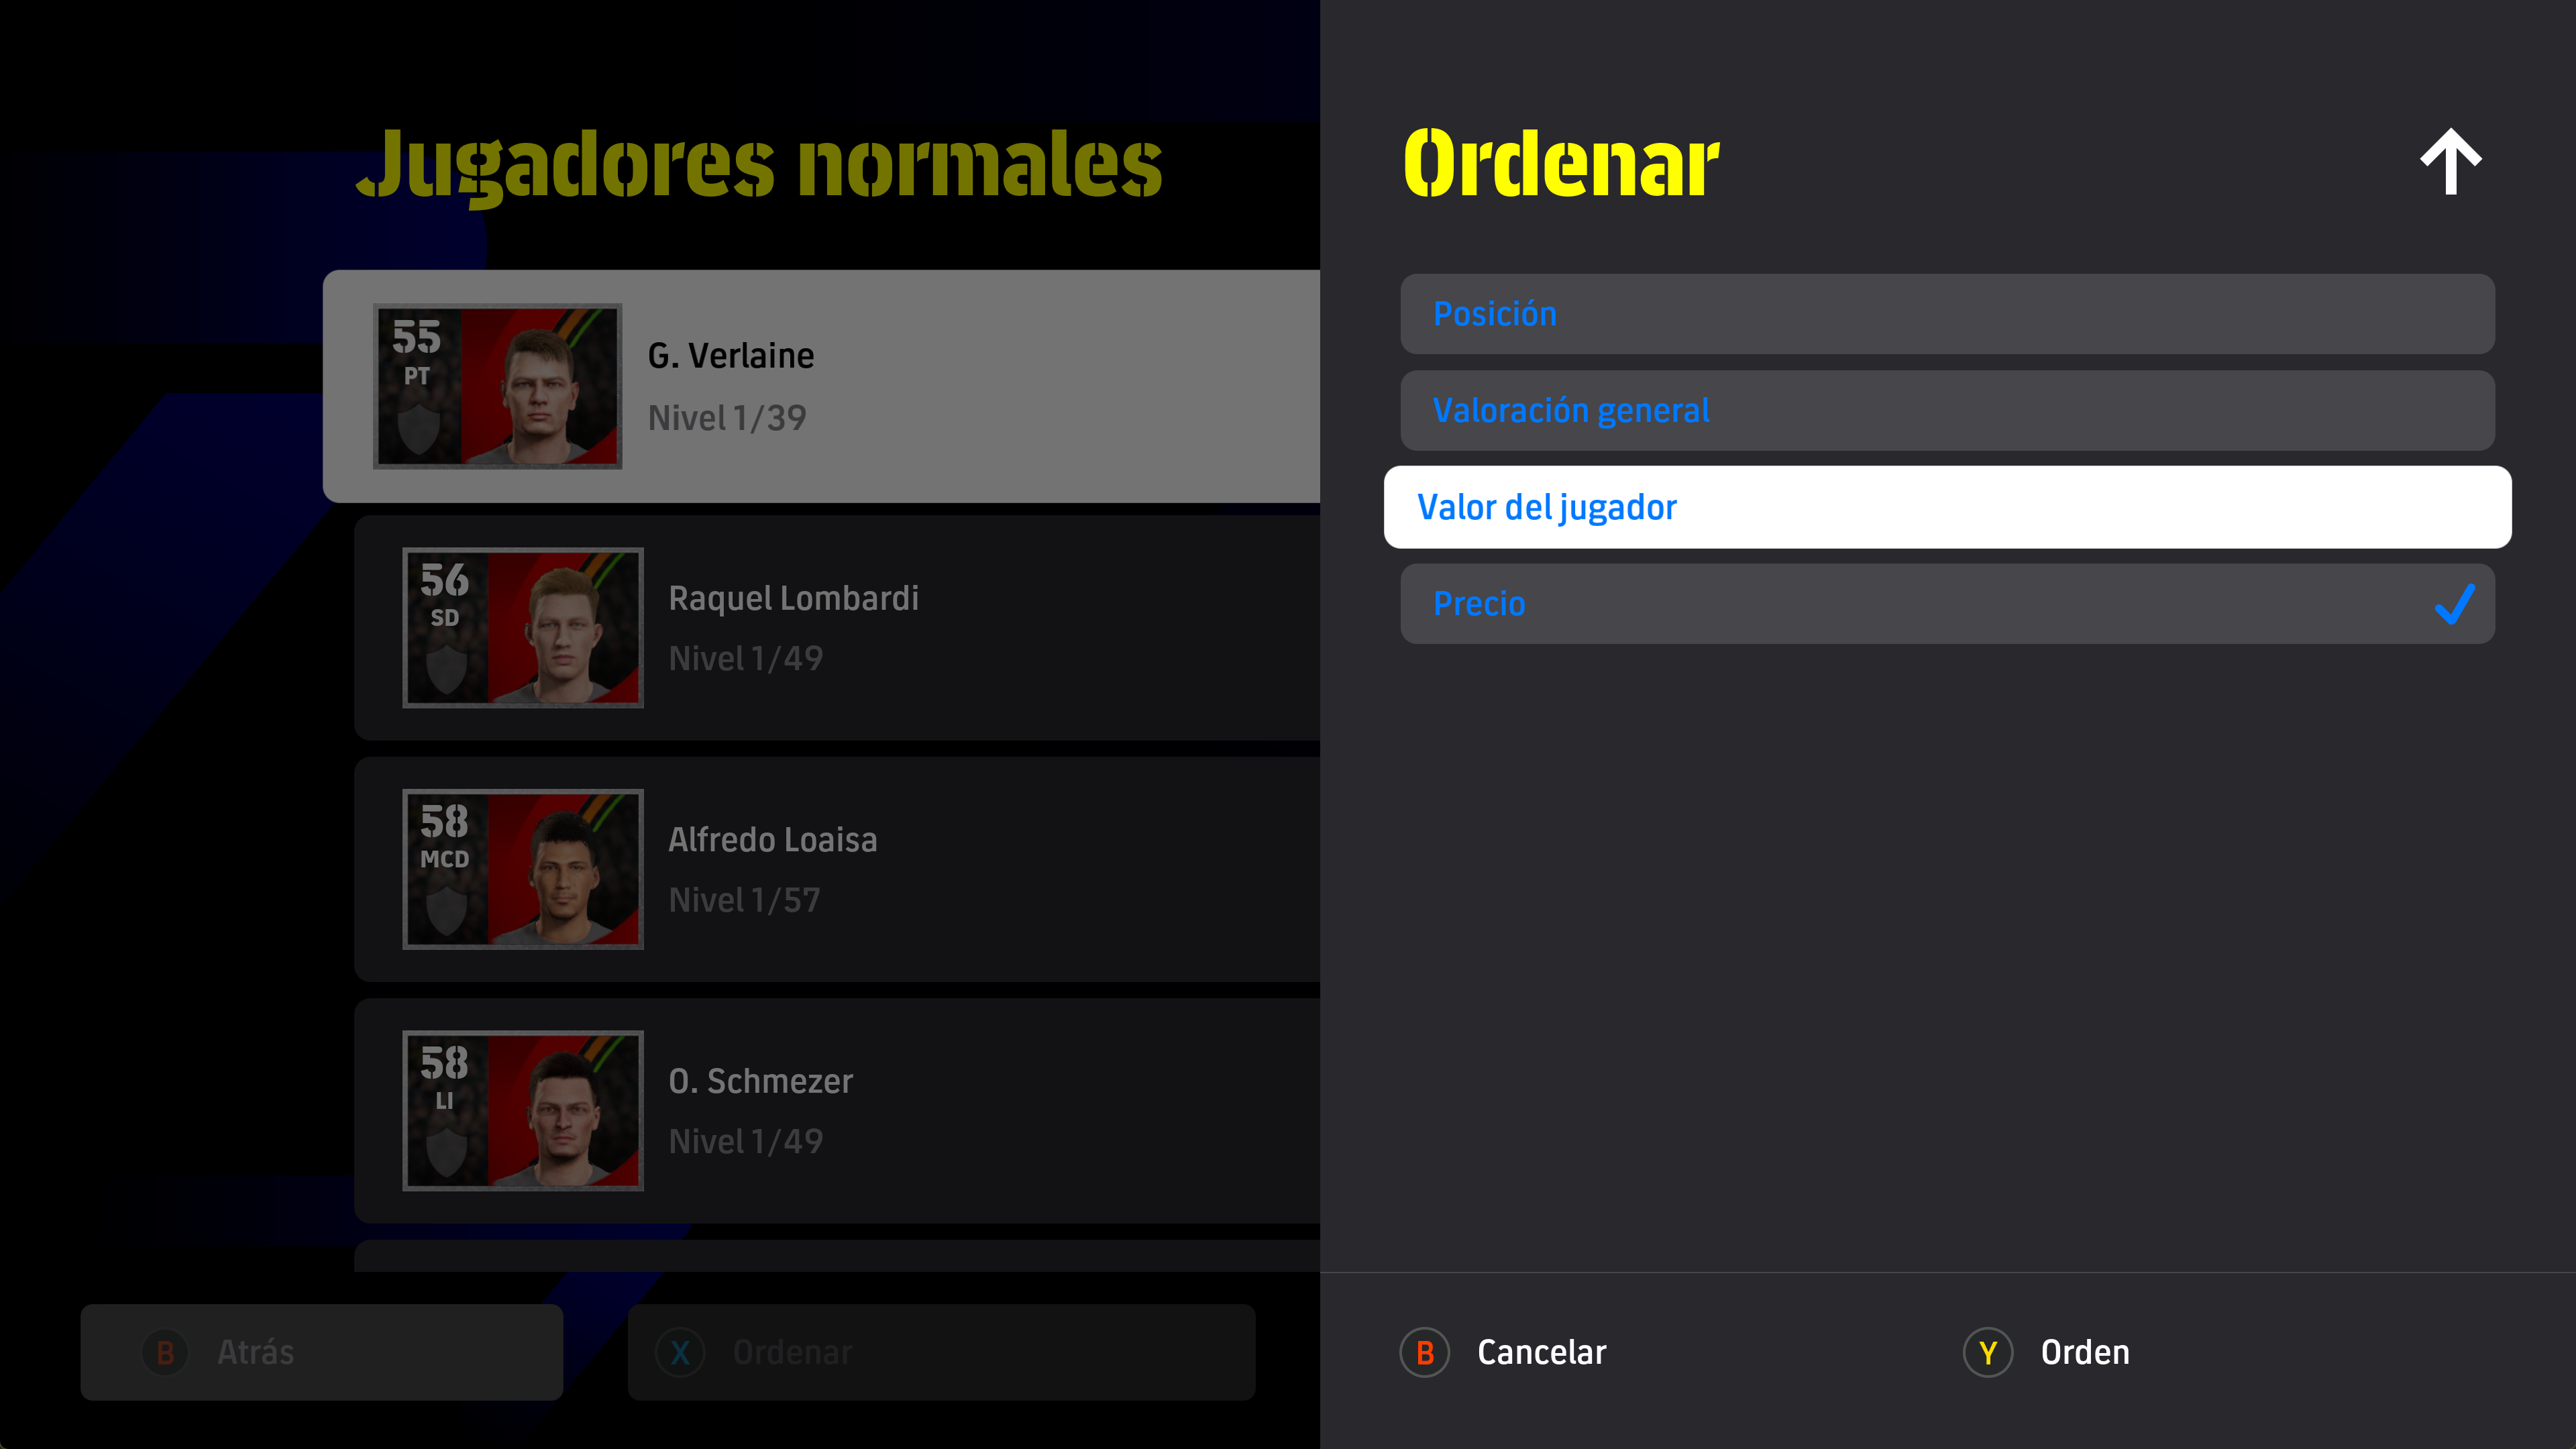 Jugadores normales
55
PT
G. Verlaine
Nivel 1/39
56
SD
Raquel Lombardi
Nivel 1/49
58
MCD
Alfredo Loaisa
Nivel 1/57
58
LI
O. Schmezer
Nivel 1/49
B Atrás
X Ordenar
Ordenar
Posición
Valoración general
Valor del jugador
Precio
B Cancelar
Y Orden